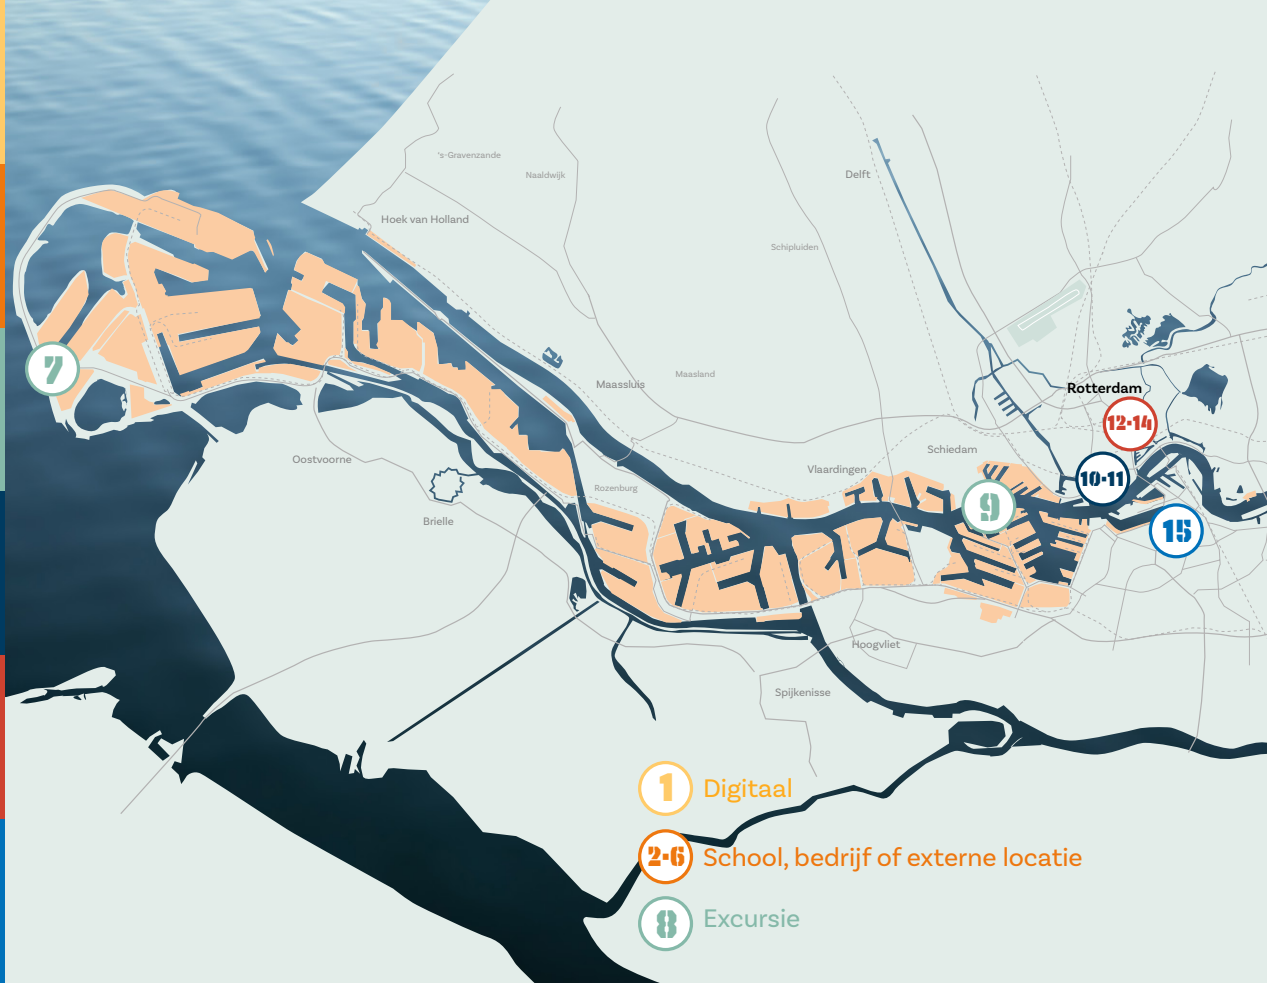 's-Gravenzande
Naaldwijk
Delft
Hoek van Holland
Schipluiden
7
Maassluis
Maasland
Rotterdam
12-14
Schiedam
Oostvoorne
Vlaardingen
10-11
Rozenburg
9
Brielle
15
Hoogvliet
Spijkenisse
1 Digitaal
2-6 School, bedrijf of externe locatie
8 Excursie